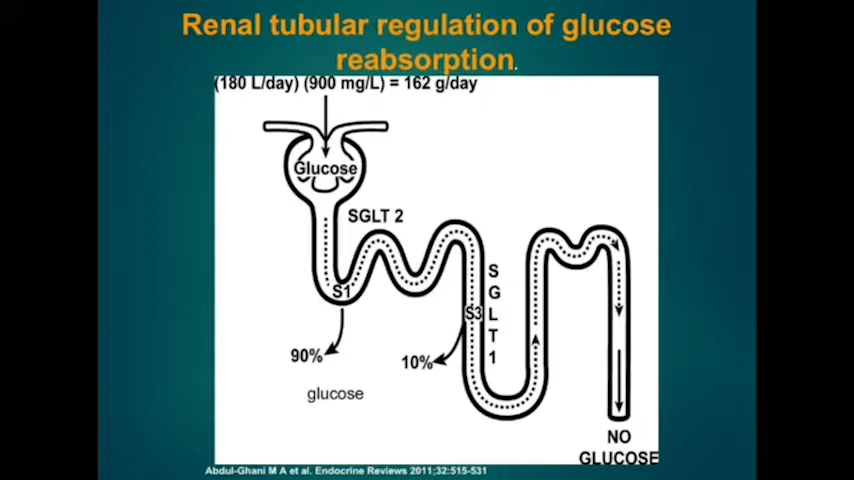 Renal tubular regulation of glucose
reabsorption.
(180 L/day) (900 mg/L) = 162 g/day
Glucose
SGLT 2
S1
S
G
L
T
1
S3
90%
10%
glucose
NO
GLUCOSE
Abdul-Ghani M A et al. Endocrine Reviews 2011;32:515-531